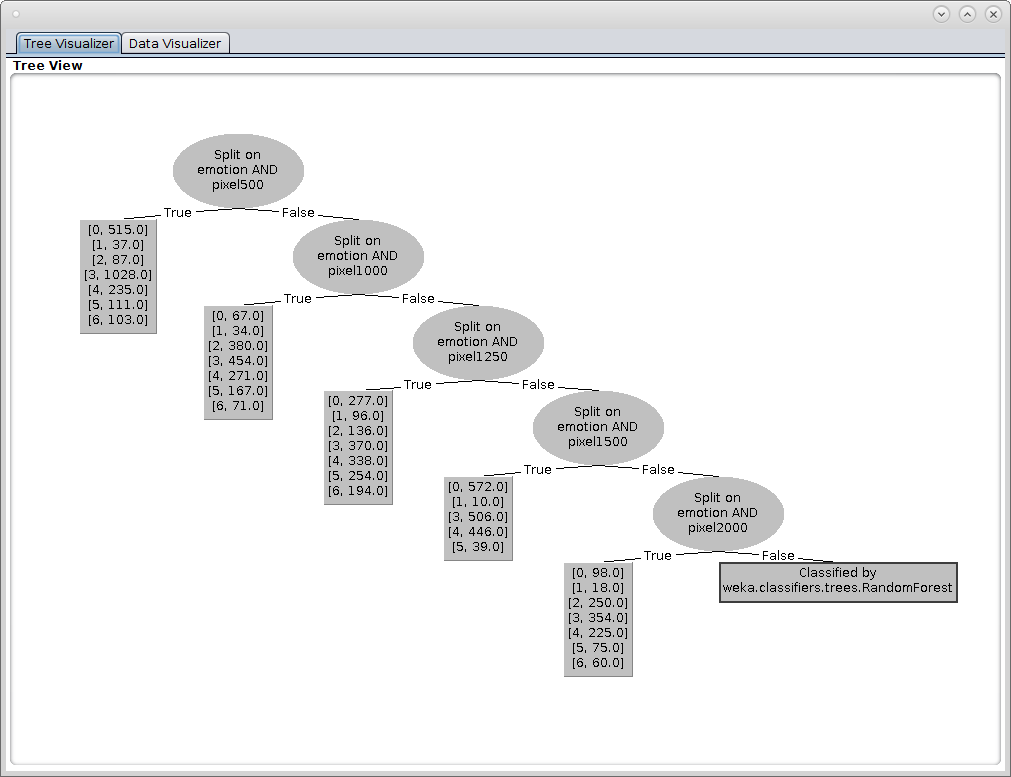 Tree Visualizer
Data Visualizer
Tree View
Split on
emotion AND
pixel500
True
False
[0, 515.0]
[1, 37.0]
[2, 87.0]
[3, 1028.0]
[4, 235.0]
[5, 111.0]
[6, 103.0]
Split on
emotion AND
pixel1000
True
False
[0, 67.0]
[1, 34.0]
[2, 380.0]
[3, 454.0]
[4, 271.0]
[5, 167.0]
[6, 71.0]
Split on
emotion AND
pixel1250
True
False
[0, 277.0]
[1, 96.0]
[2, 136.0]
[3, 370.0]
[4, 338.0]
[5, 254.0]
[6, 194.0]
Split on
emotion AND
pixel1500
True
False
[0, 572.0]
[1, 10.0]
[3, 506.0]
[4, 446.0]
[5, 39.0]
Split on
emotion AND
pixel2000
True
False
[0, 98.0]
[1, 18.0]
[2, 250.0]
[3, 354.0]
[4, 225.0]
[5, 75.0]
[6, 60.0]
Classified by
weka.classifiers.trees.RandomForest